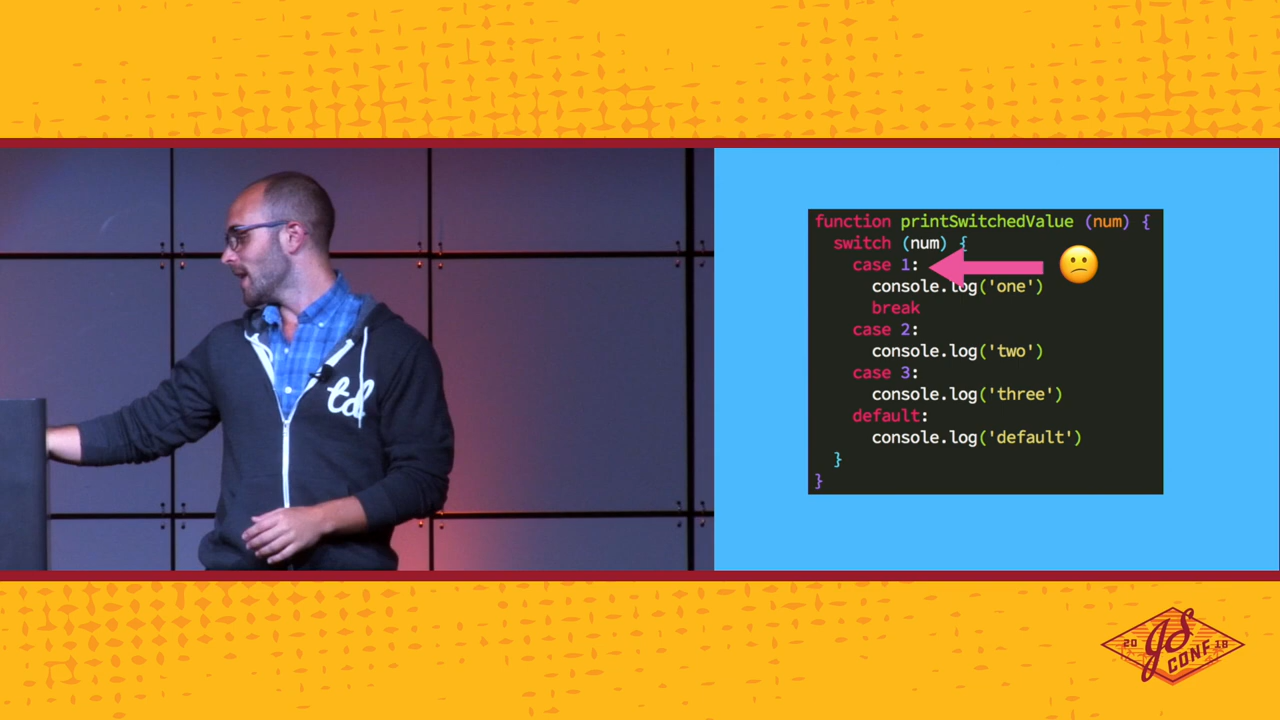 td
function printSwitchedValue (num) {
  switch (num) {
    case 1:
      console.log('one')
      break
    case 2:
      console.log('two')
    case 3:
      console.log('three')
    default:
      console.log('default')
  }
}
20 JS 18
CONF